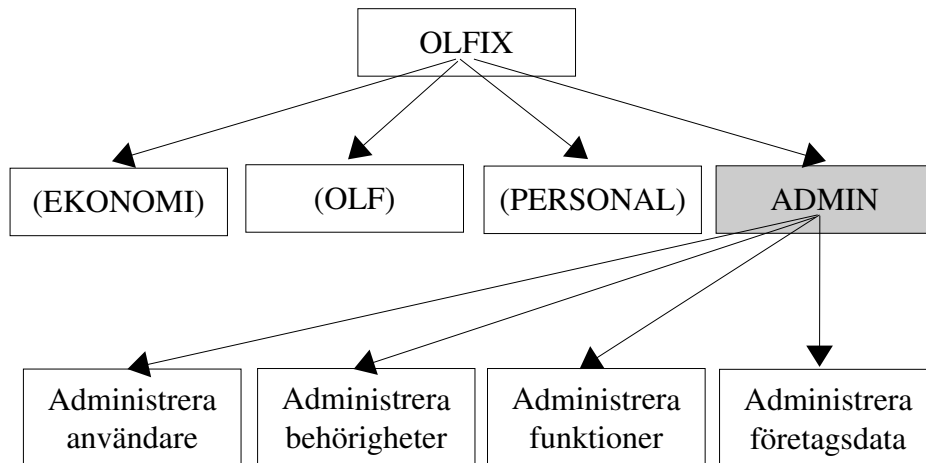 OLFIX
(EKONOMI)
(OLF)
(PERSONAL)
ADMIN
Administrera
användare
Administrera
behörigheter
Administrera
funktioner
Administrera
företagsdata